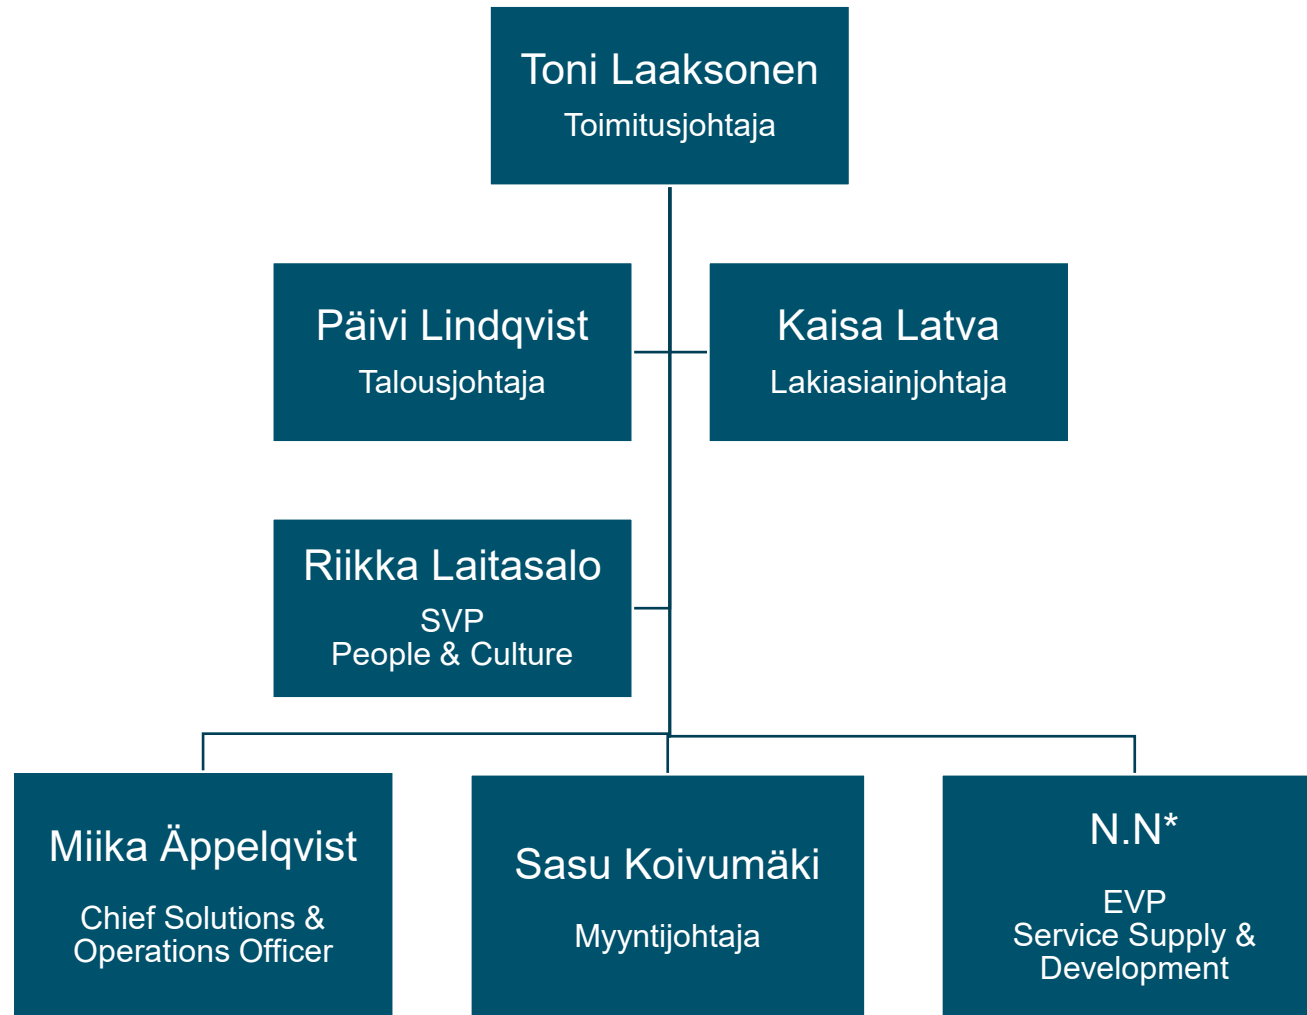 Toni Laaksonen
Toimitusjohtaja
Päivi Lindqvist
Talousjohtaja
Kaisa Latva
Lakiasiainjohtaja
Riikka Laitasalo
SVP
People & Culture
Miika Äppelqvist
Chief Solutions &
Operations Officer
Sasu Koivumäki
Myyntijohtaja
N.N*
EVP
Service Supply &
Development